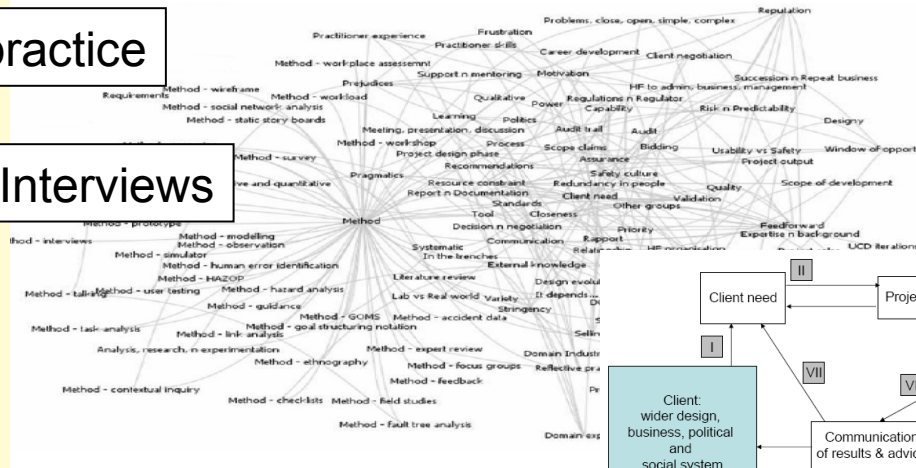 practice
Interviews
Reputation
Problems, close, open, simple, complex
Practitioner experience
Frustration
Practitioner skills
Career development
Client negotiation
Method - workplace assessmnt
Support n mentoring
Motivation
Prejudices
Succession n Repeat business
HF to admin, business, management
Method - wireframe
Requirements
Method - workload
Qualitative
Power
Regulations n Regulator
Capability
Risk n Predictability
Method - social network analysis
Learning
Politics
Designy
Method - static story boards
Meeting, presentation, discussion
Audit trail
Audit
Method - workshop
Process
Scope claims
Bidding
Usability vs Safety
Window of opport
Project design phase
Assurance
Project output
Method - survey
Recommendations
Safety culture
Pragmatics
Resource constraint
Redundancy in people
Quality
Scope of development
ve and quantitative
Report n Documentation
Client need
Validation
Standards
Other groups
Tool
Closeness
Method - prototype
Method
Decision n negotiation
Priority
Feedforward
Expertise n background
thod - interviews
Method - modelling
Method - observation
Communication
Rapport
Systematic
HF organisation
UCD iteration
Method - simulator
In the trenches
External knowledge
Method - human error identification
Method - HAZOP
Literature review
Design evolu
Method - talking
Method - user testing
Method - hazard analysis
Lab vs Real world
Variety
It depends...
Method - guidance
Stringency
Method - GOMS
Method - accident data
Method - task analysis
Method - goal structuring notation
Method - link analysis
Sellin
Analysis, research, n experimentation
Method - expert review
Domain Industr
Method - ethnography
Method - focus groups
Reflective pra
Method - feedback
Method - contextual inquiry
Method - checklists
Method - field studies
Method - fault tree analysis
Domain exp
II
Client need
Proje
I
VII
VI
Client:
wider design,
business, political
and
social system
Communication
of results & advic